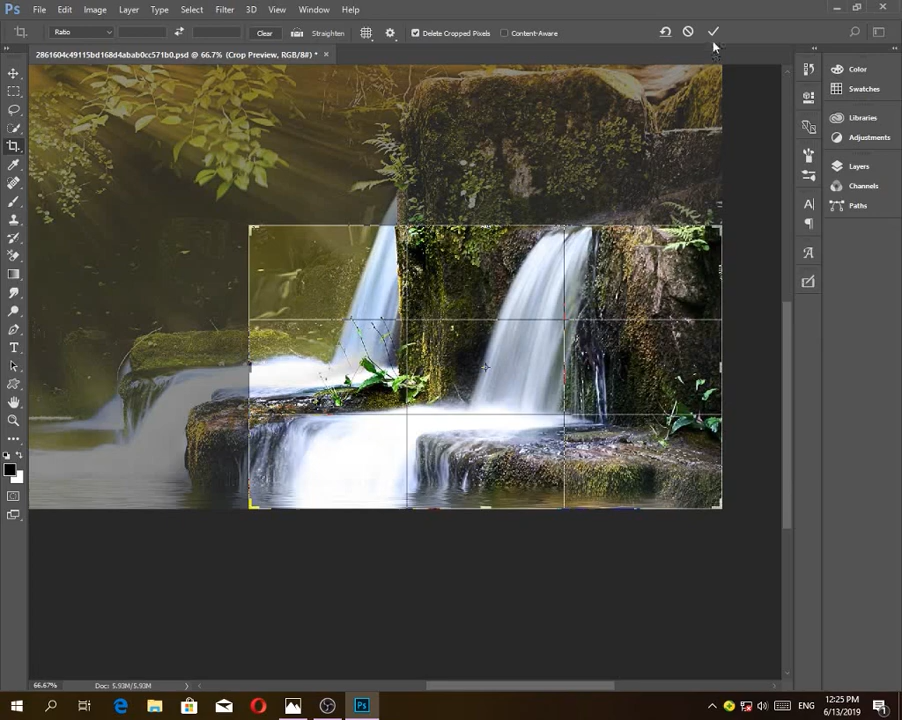 Ps File Edit Image Layer Type Select Filter 3D View Window Help
Ratio Clear Straighten Delete Cropped Pixels Content-Aware
2861604c49115bd168d4abab0cc571b0.psd @ 66.7% (Crop Preview, RGB/8#) * ×
Color
Swatches
Libraries
Adjustments
Layers
Channels
Paths
66.67% Doc: 5.93M/5.93M
Ps ENG 12:25 PM
6/13/2019